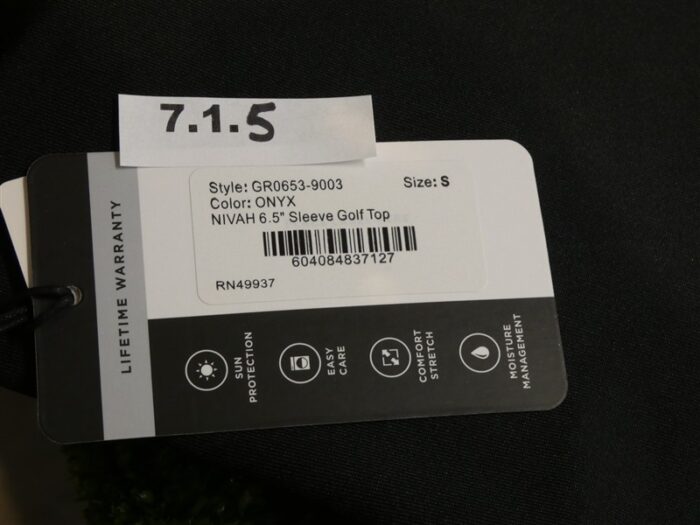 7.1.5
Style: GR0653-9003 Size: S
Color: ONYX
NIVAH 6.5" Sleeve Golf Top
604084837127
RN49937
LIFETIME WARRANTY
SUN
PROTECTION
EASY
CARE
COMFORT
STRETCH
MOISTURE
MANAGEMENT